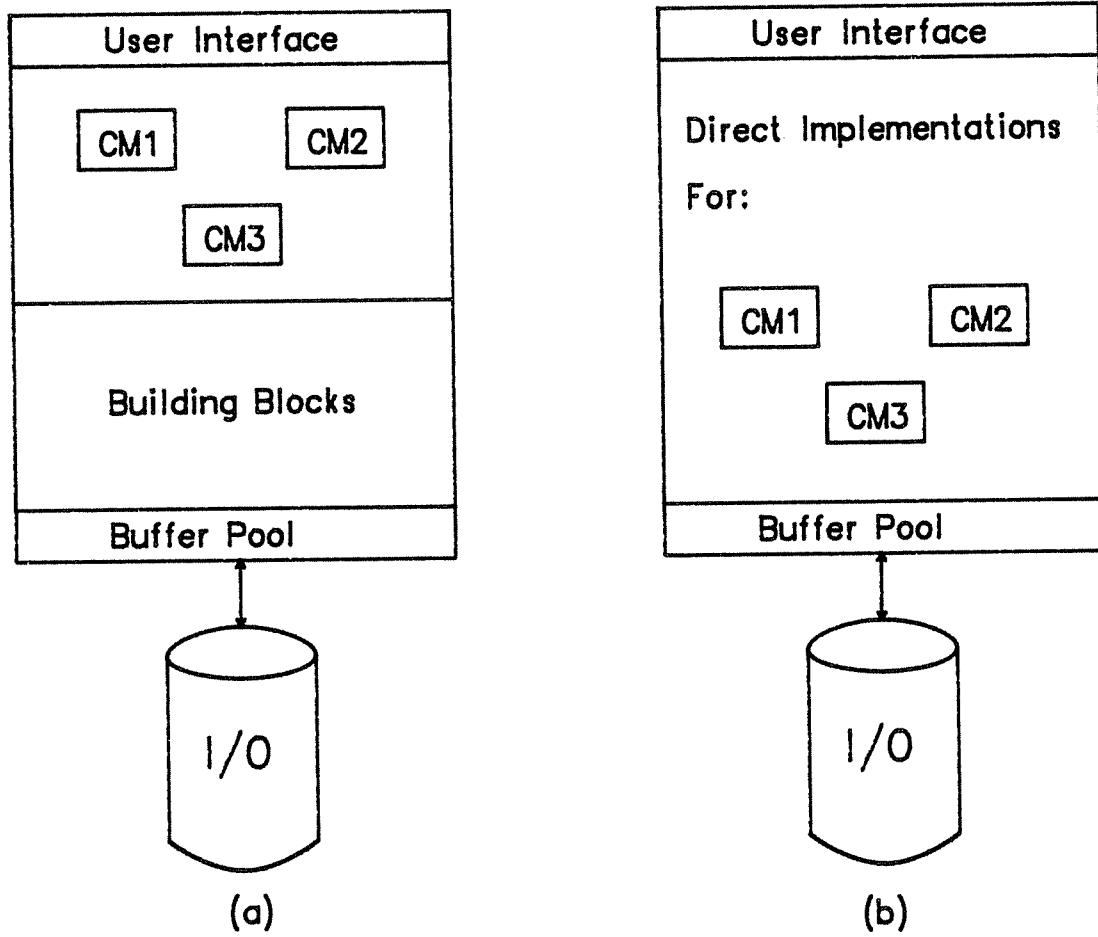 User Interface
CM1
CM2
CM3
Building Blocks
Buffer Pool
I/O
(a)
User Interface
Direct Implementations
For:
CM1
CM2
CM3
Buffer Pool
I/O
(b)